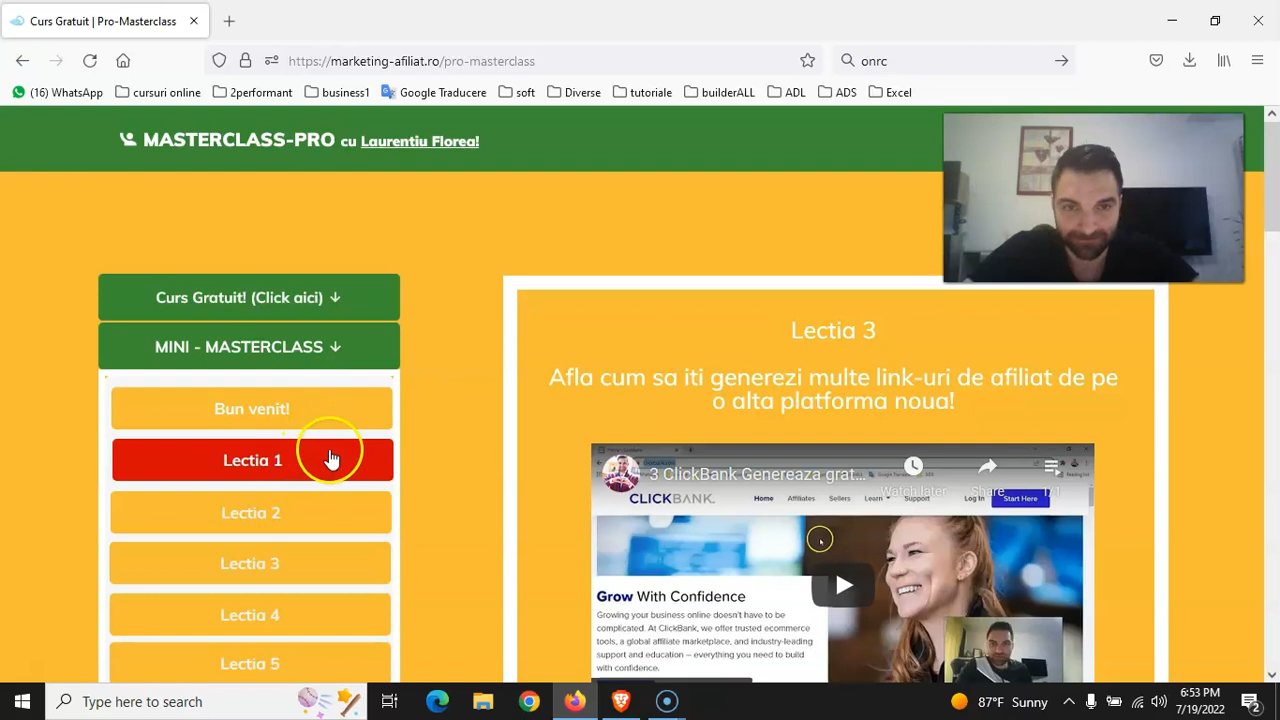 Curs Gratuit | Pro-Masterclass
https://marketing-afiliat.ro/pro-masterclass
onrc
(16) WhatsApp
cursuri online
2performant
business1
Google Traducere
soft
Diverse
tutoriale
builderALL
ADL
ADS
Excel
MASTERCLASS-PRO cu Laurentiu Florea!
Curs Gratuit! (Click aici) ↓
MINI - MASTERCLASS ↓
Bun venit!
Lectia 1
Lectia 2
Lectia 3
Lectia 4
Lectia 5
Lectia 3
Afla cum sa iti generezi multe link-uri de afiliat de pe
o alta platforma noua!
3 ClickBank Genereaza grat...
Watch later
Share
1/1
CLICKBANK
Home
Affiliates
Sellers
Learn
Support
Log In
Start Here
Grow With Confidence
Growing your business online doesn't have to be
complicated. At ClickBank, we offer trusted ecommerce
tools, a global affiliate marketplace, and industry-leading
support and education – everything you need to build
with confidence.
Type here to search
87°F Sunny
6:53 PM
7/19/2022
2